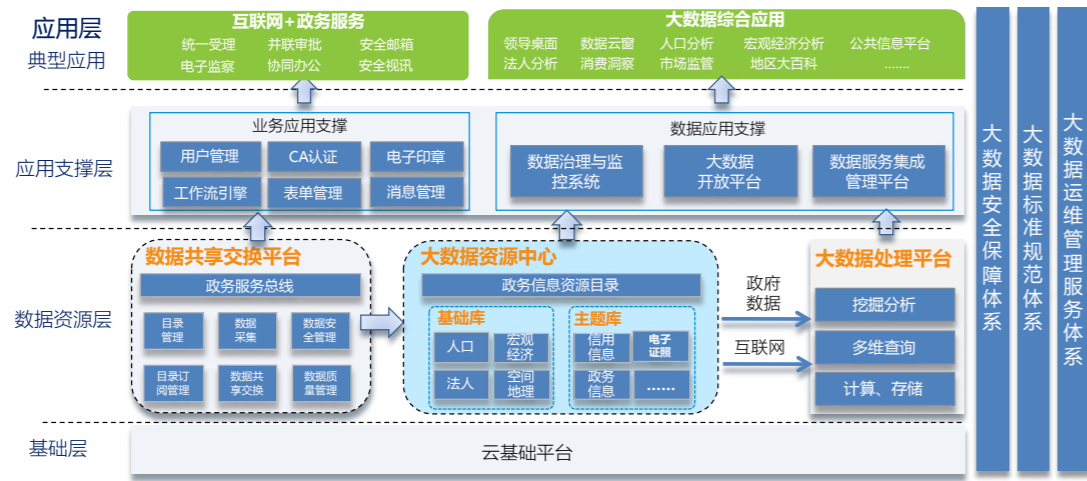 应用层
典型应用
互联网+政务服务
统一受理 并联审批 安全邮箱
电子监察 协同办公 安全视讯
大数据综合应用
领导桌面 数据云窗 人口分析 宏观经济分析 公共信息平台
法人分析 消费洞察 市场监管 地区大百科 .......
应用支撑层
业务应用支撑
用户管理 CA认证 电子印章
工作流引擎 表单管理 消息管理
数据应用支撑
数据治理与监
控系统
大数据
开放平台
数据服务集成
管理平台
数据资源层
数据共享交换平台
政务服务总线
目录
管理
数据
采集
数据安
全管理
目录订
阅管理
数据共
享交换
数据质
量管理
大数据资源中心
政务信息资源目录
基础库
人口
宏观
经济
法人
空间
地理
主题库
信用
信息
电子
证照
政务
信息
......
政府
数据
互联网
大数据处理平台
挖掘分析
多维查询
计算、存储
基础层
云基础平台
大数据安全保障体系
大数据标准规范体系
大数据运维管理服务体系